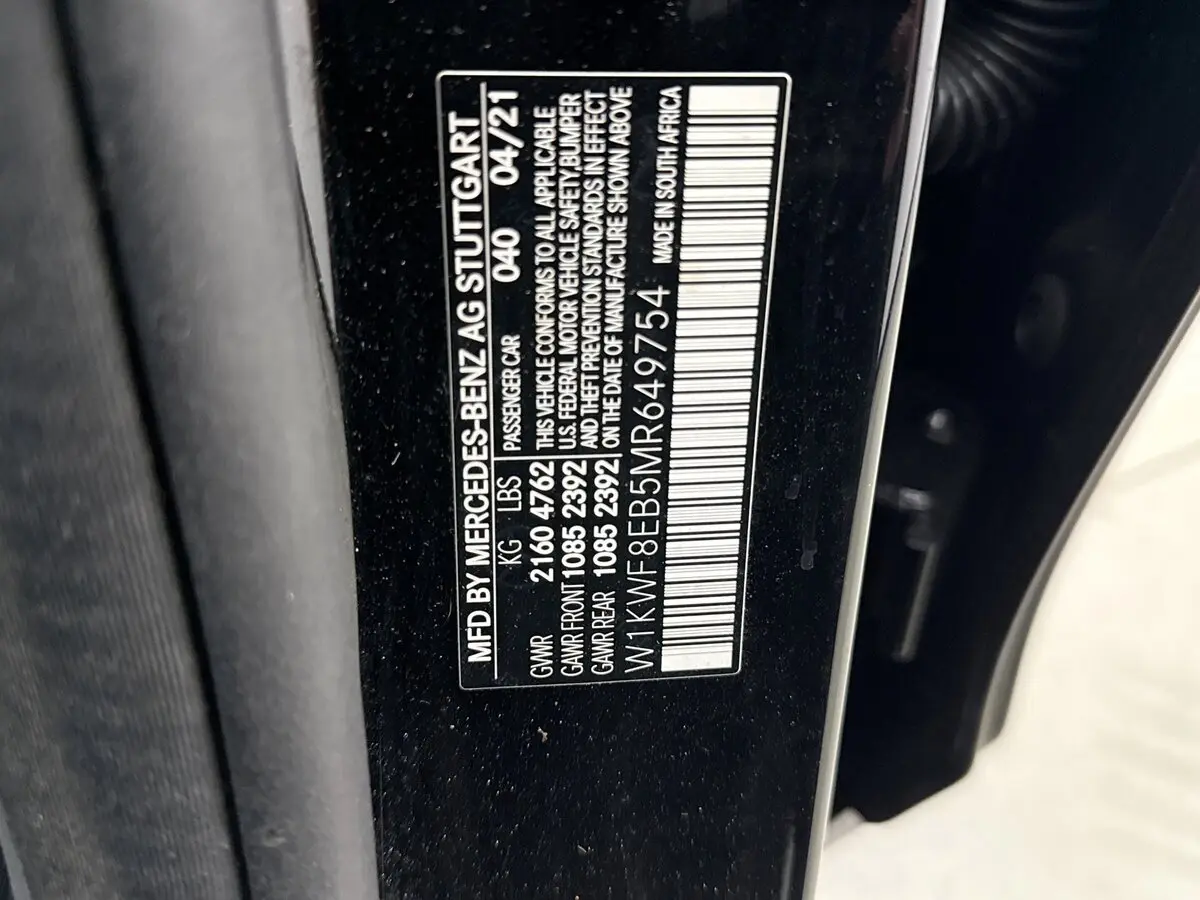 MFD BY MERCEDES-BENZ AG STUTTGART
KG LBS
GVWR 2160 4762
GAWR FRONT 1085 2392
GAWR REAR 1085 2392
PASSENGER CAR 040 04/21
THIS VEHICLE CONFORMS TO ALL APPLICABLE
U.S. FEDERAL MOTOR VEHICLE SAFETY,BUMPER
AND THEFT PREVENTION STANDARDS IN EFFECT
ON THE DATE OF MANUFACTURE SHOWN ABOVE
W1KWF8EB5MR649754 MADE IN SOUTH AFRICA